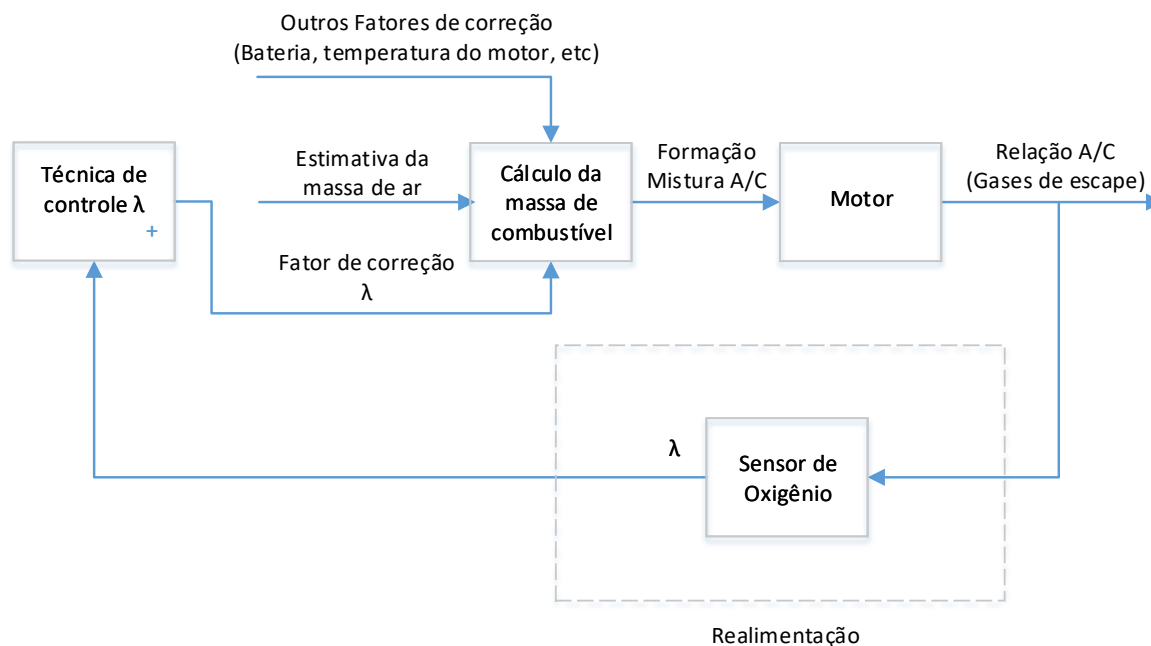 Outros Fatores de correção
(Bateria, temperatura do motor, etc)
Técnica de
controle λ
+
Estimativa da
massa de ar
Fator de correção
λ
Cálculo da
massa de
combustível
Formação
Mistura A/C
Motor
Relação A/C
(Gases de escape)
λ
Sensor de
Oxigênio
Realimentação